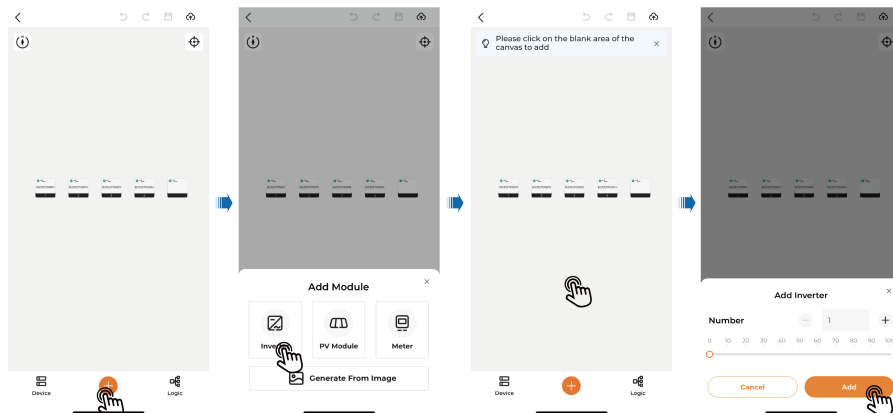 Device
Logic
Add Module
Inverter
PV Module
Meter
Generate From Image
Please click on the blank area of the
canvas to add
Device
Logic
Add Inverter
Number
1
0 10 20 30 40 50 60 70 80 90 100
Cancel
Add